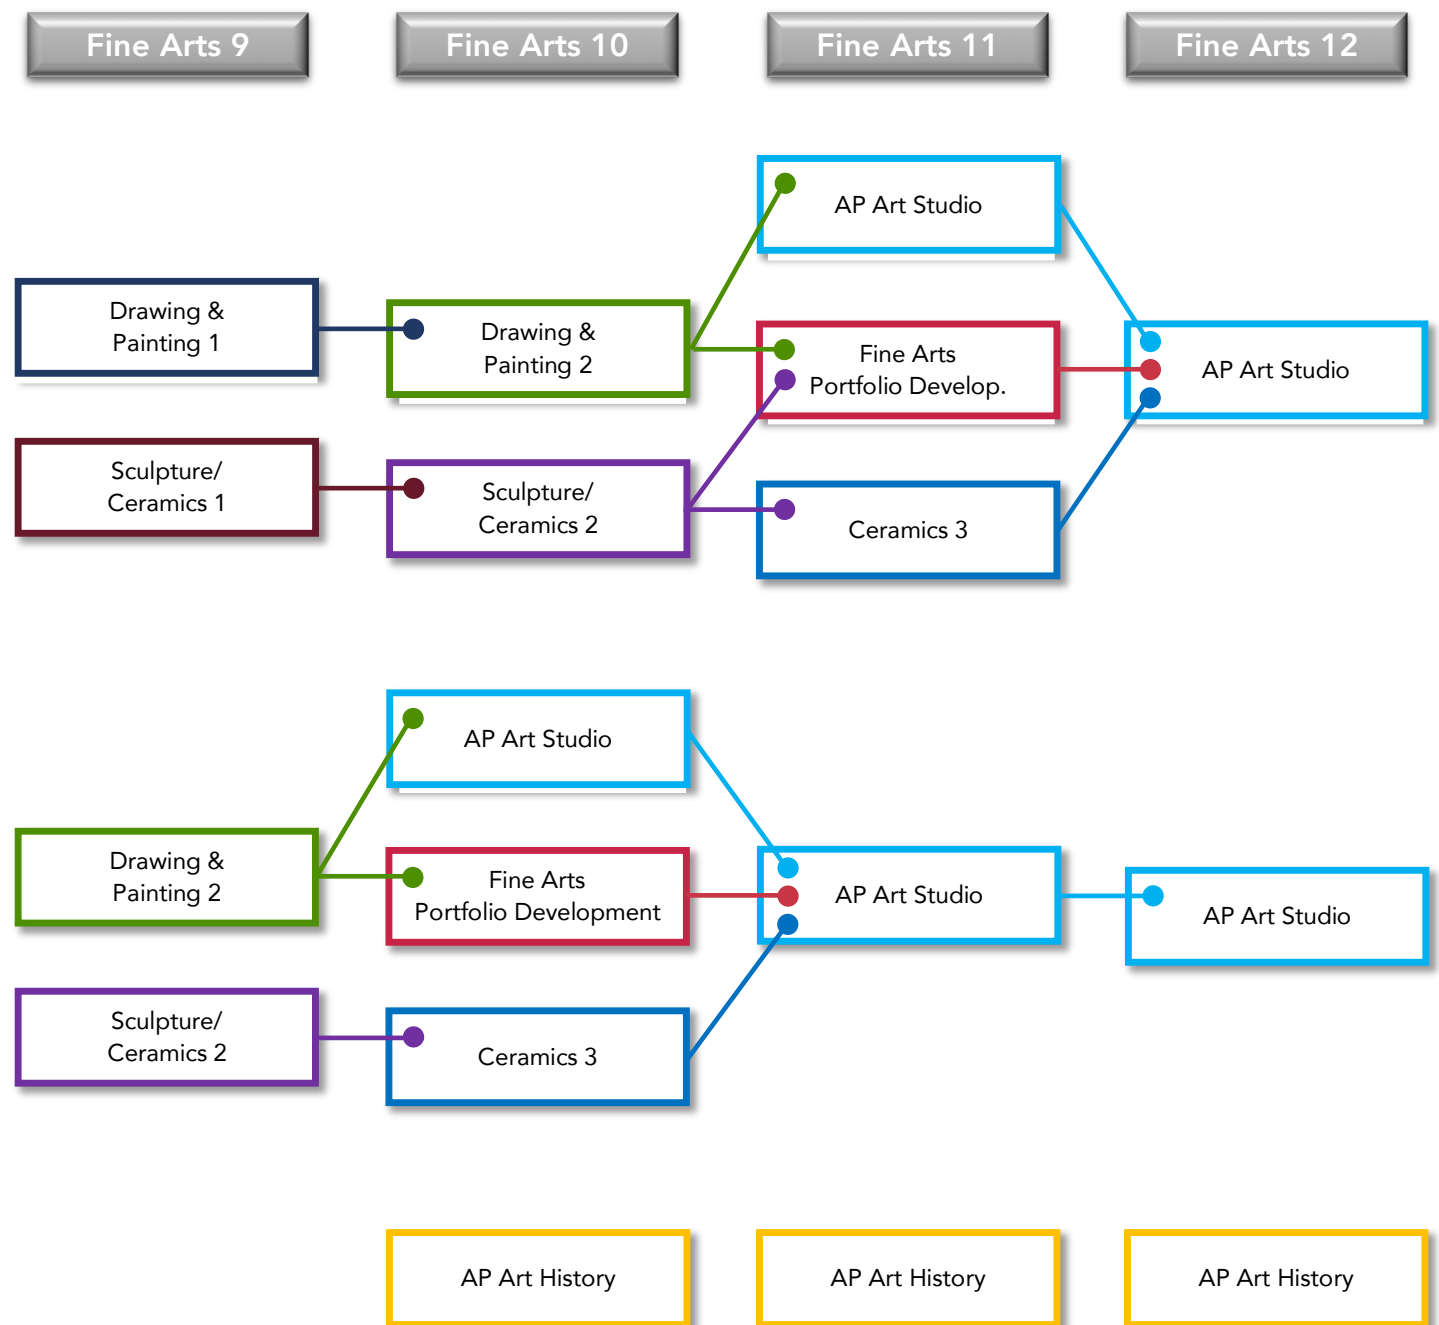 Fine Arts 9
Fine Arts 10
Fine Arts 11
Fine Arts 12
AP Art Studio
Drawing &
Painting 1
Drawing &
Painting 2
Fine Arts
Portfolio Develop.
AP Art Studio
Sculpture/
Ceramics 1
Sculpture/
Ceramics 2
Ceramics 3
AP Art Studio
Drawing &
Painting 2
Fine Arts
Portfolio Development
AP Art Studio
AP Art Studio
Sculpture/
Ceramics 2
Ceramics 3
AP Art History
AP Art History
AP Art History